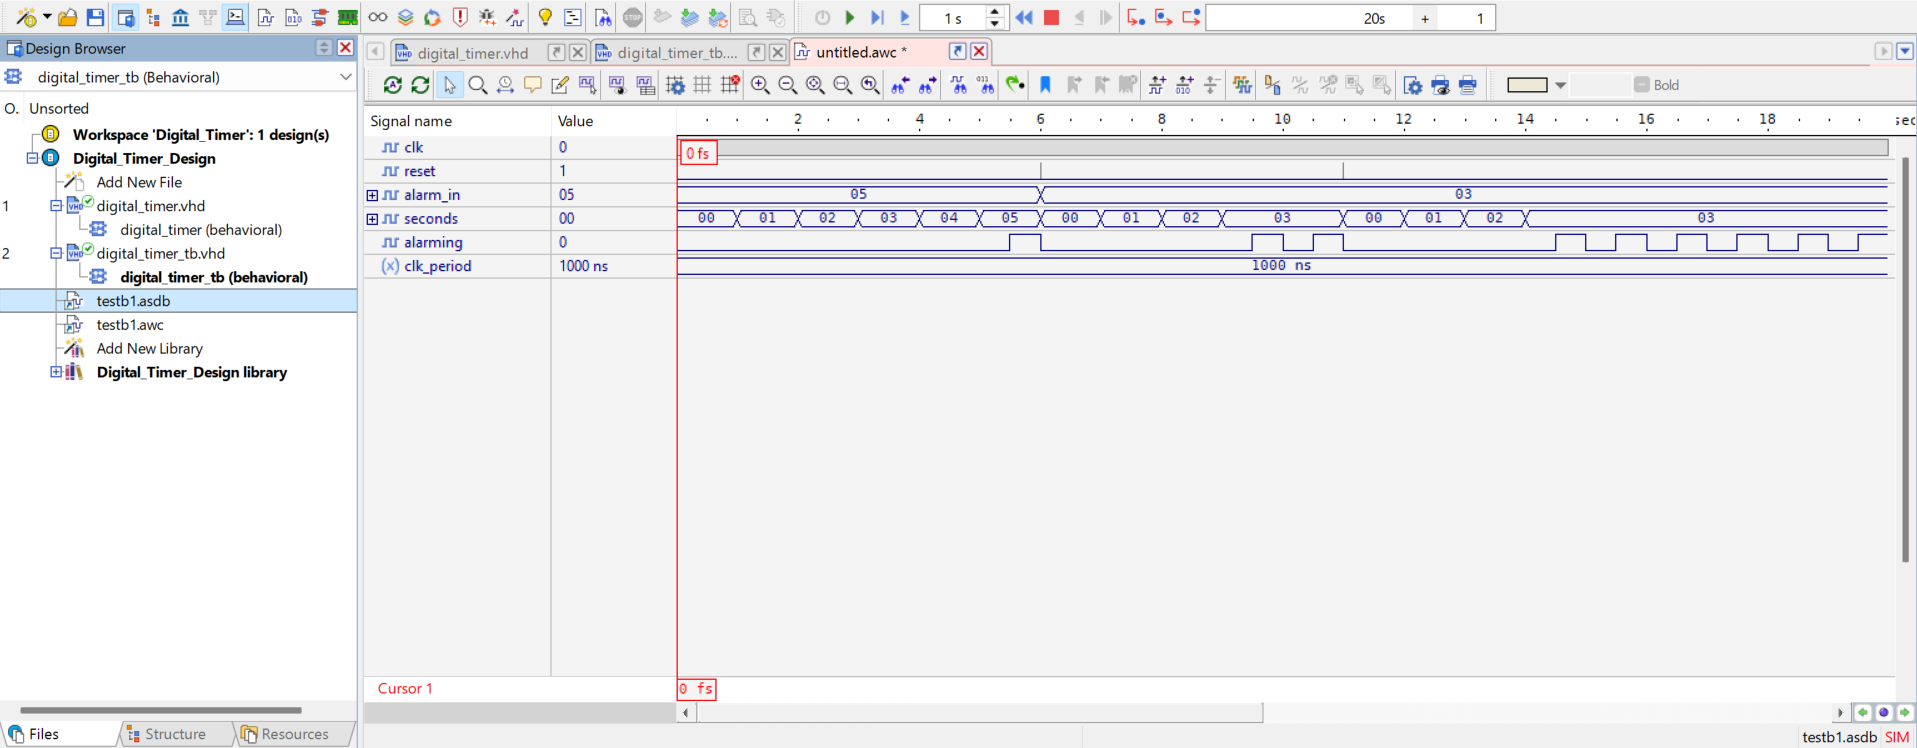 1 s
20s + 1
Design Browser
digital_timer.vhd
digital_timer_tb....
untitled.awc *
digital_timer_tb (Behavioral)
Bold
O. Unsorted
Workspace 'Digital_Timer': 1 design(s)
Digital_Timer_Design
Add New File
1 digital_timer.vhd
digital_timer (behavioral)
2 digital_timer_tb.vhd
digital_timer_tb (behavioral)
testb1.asdb
testb1.awc
Add New Library
Digital_Timer_Design library
Signal name Value 2 4 6 8 10 12 14 16 18 sec
clk 0 0 fs
reset 1
alarm_in 05 05 03
seconds 00 00 01 02 03 04 05 00 01 02 03 00 01 02 03
alarming 0
(x) clk_period 1000 ns 1000 ns
Cursor 1 0 fs
Files Structure Resources
testb1.asdb SIM